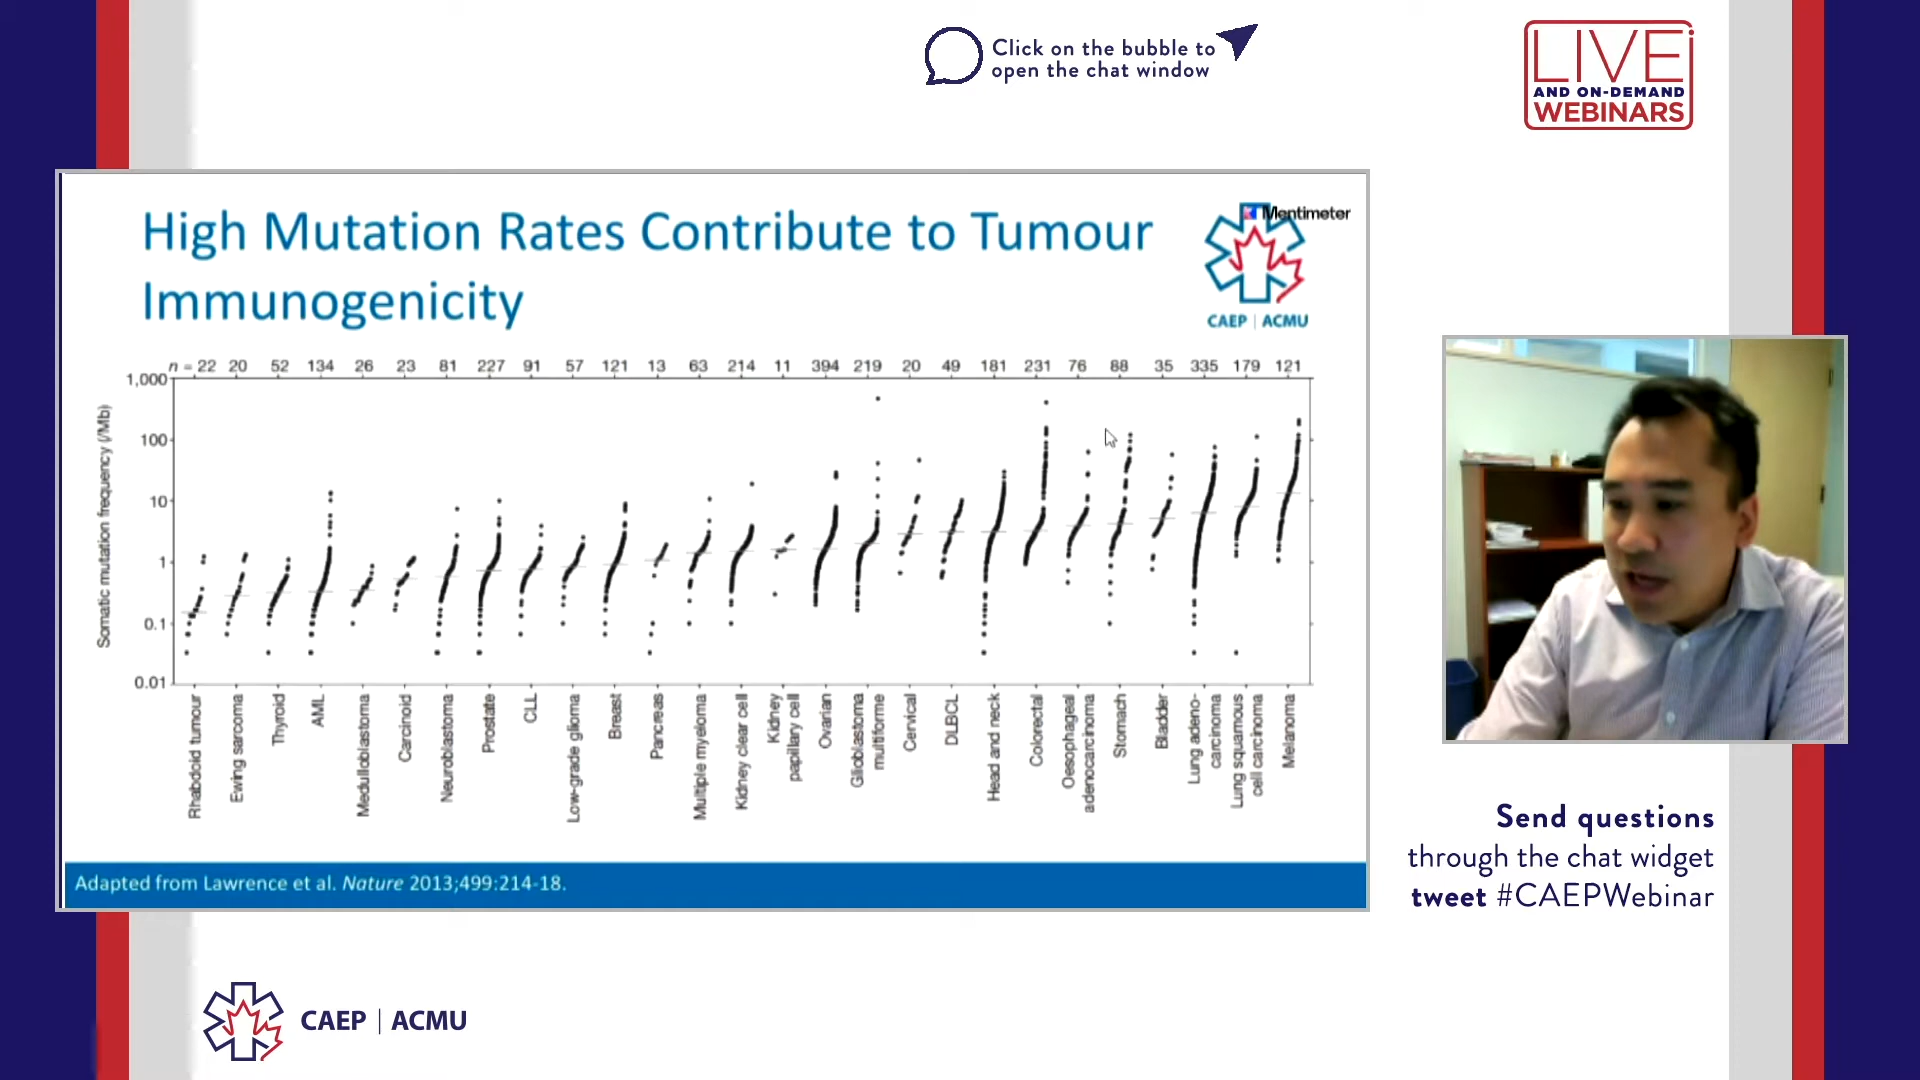 Click on the bubble to
open the chat window
LIVE
AND ON-DEMAND
WEBINARS
High Mutation Rates Contribute to Tumour
Immunogenicity
Mentimeter
CAEP | ACMU
n = 22 20 52 134 26 23 81 227 91 57 121 13 63 214 11 394 219 20 49 181 231 76 88 35 335 179 121
Somatic mutation frequency (/Mb)
1,000
100
10
1
0.1
0.01
Rhabdoid tumour
Ewing sarcoma
Thyroid
AML
Medulloblastoma
Carcinoid
Neuroblastoma
Prostate
CLL
Low-grade glioma
Breast
Pancreas
Multiple myeloma
Kidney clear cell
Kidney
papillary cell
Ovarian
Glioblastoma
multiforme
Cervical
DLBCL
Head and neck
Colorectal
Oesophageal
adenocarcinoma
Stomach
Bladder
Lung adeno-
carcinoma
Lung squamous
cell carcinoma
Melanoma
Adapted from Lawrence et al. Nature 2013;499:214-18.
Send questions
through the chat widget
tweet #CAEPWebinar
CAEP | ACMU